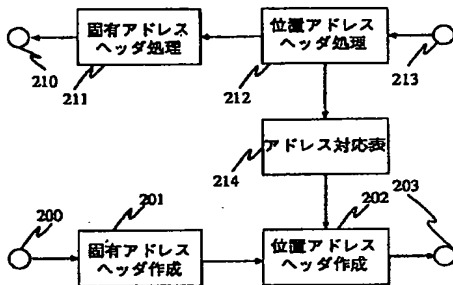 固有アドレス
ヘッダ処理
位置アドレス
ヘッダ処理
210
211
212
213
アドレス対応表
214
200
201
202
203
固有アドレス
ヘッダ作成
位置アドレス
ヘッダ作成